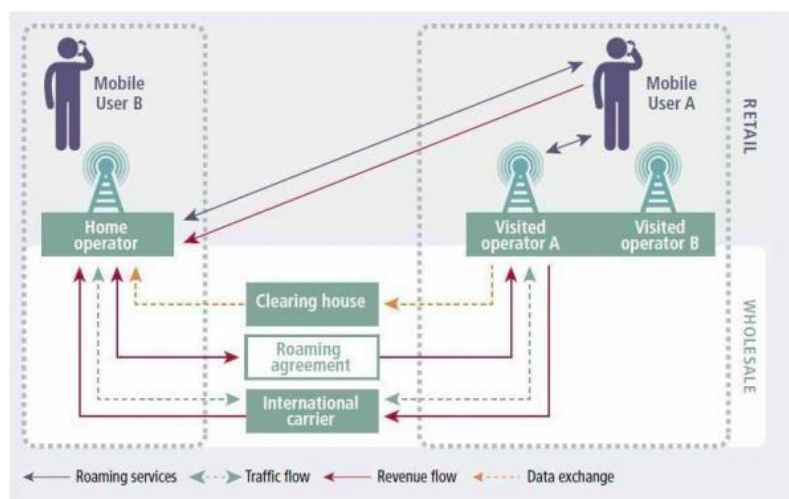 Mobile
User B
Mobile
User A
RETAIL
Home
operator
Visited
operator A
Visited
operator B
Clearing house
Roaming
agreement
International
carrier
WHOLESALE
Roaming services
Traffic flow
Revenue flow
Data exchange